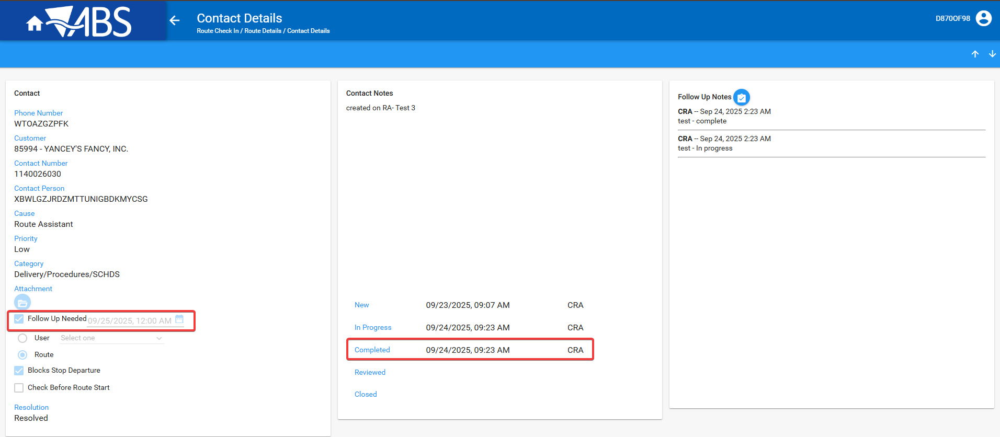 ABS
Contact Details
Route Check In / Route Details / Contact Details
D870OF98
Contact
Phone Number
WTOAZGZPFK
Customer
85994 - YANCEY'S FANCY, INC.
Contact Number
1140026030
Contact Person
XBWLGZJRDZMTTUNIGBDKMYCSG
Cause
Route Assistant
Priority
Low
Category
Delivery/Procedures/SCHDS
Attachment
Follow Up Needed 09/25/2025, 12:00 AM
User Select one
Route
Blocks Stop Departure
Check Before Route Start
Resolution
Resolved
Contact Notes
created on RA- Test 3
New 09/23/2025, 09:07 AM CRA
In Progress 09/24/2025, 09:23 AM CRA
Completed 09/24/2025, 09:23 AM CRA
Reviewed
Closed
Follow Up Notes
CRA -- Sep 24, 2025 2:23 AM
test - complete
CRA -- Sep 24, 2025 2:23 AM
test - In progress